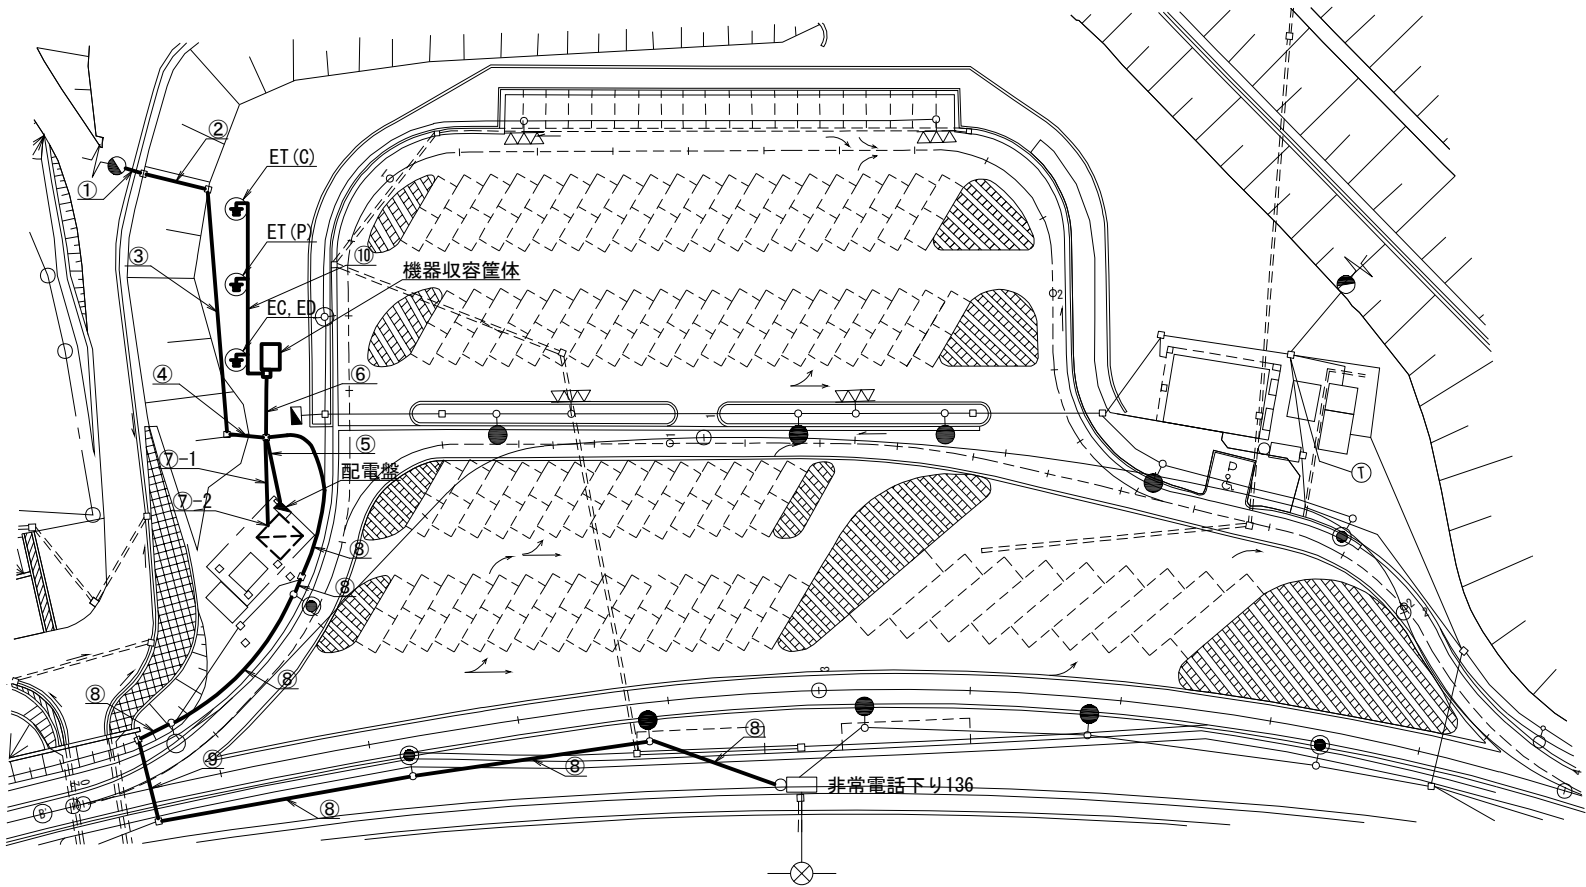 ②
ET(C)
①
ET(P)
③
⑩
機器収容筐体
EC, ED
④
⑥
⑤
⑦-1
配電盤
⑦-2
P
T
⑧
⑧
⑧
⑧
⑧
⑨
⑧
非常電話下り136
⑧